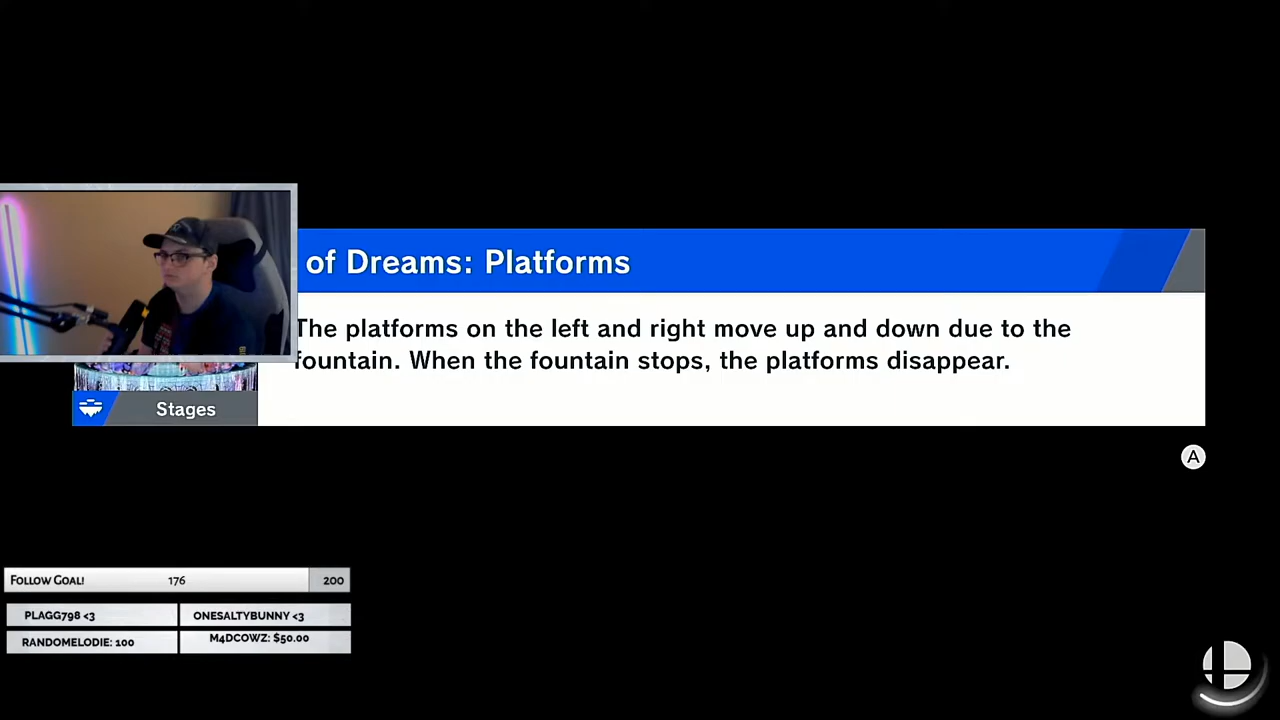 of Dreams: Platforms
The platforms on the left and right move up and down due to the
fountain. When the fountain stops, the platforms disappear.
Stages
A
FOLLOW GOAL! 176 200
PLAGG798 <3 ONESALTYBUNNY <3
RANDOMELODIE: 100 M4DCOWZ: $50.00